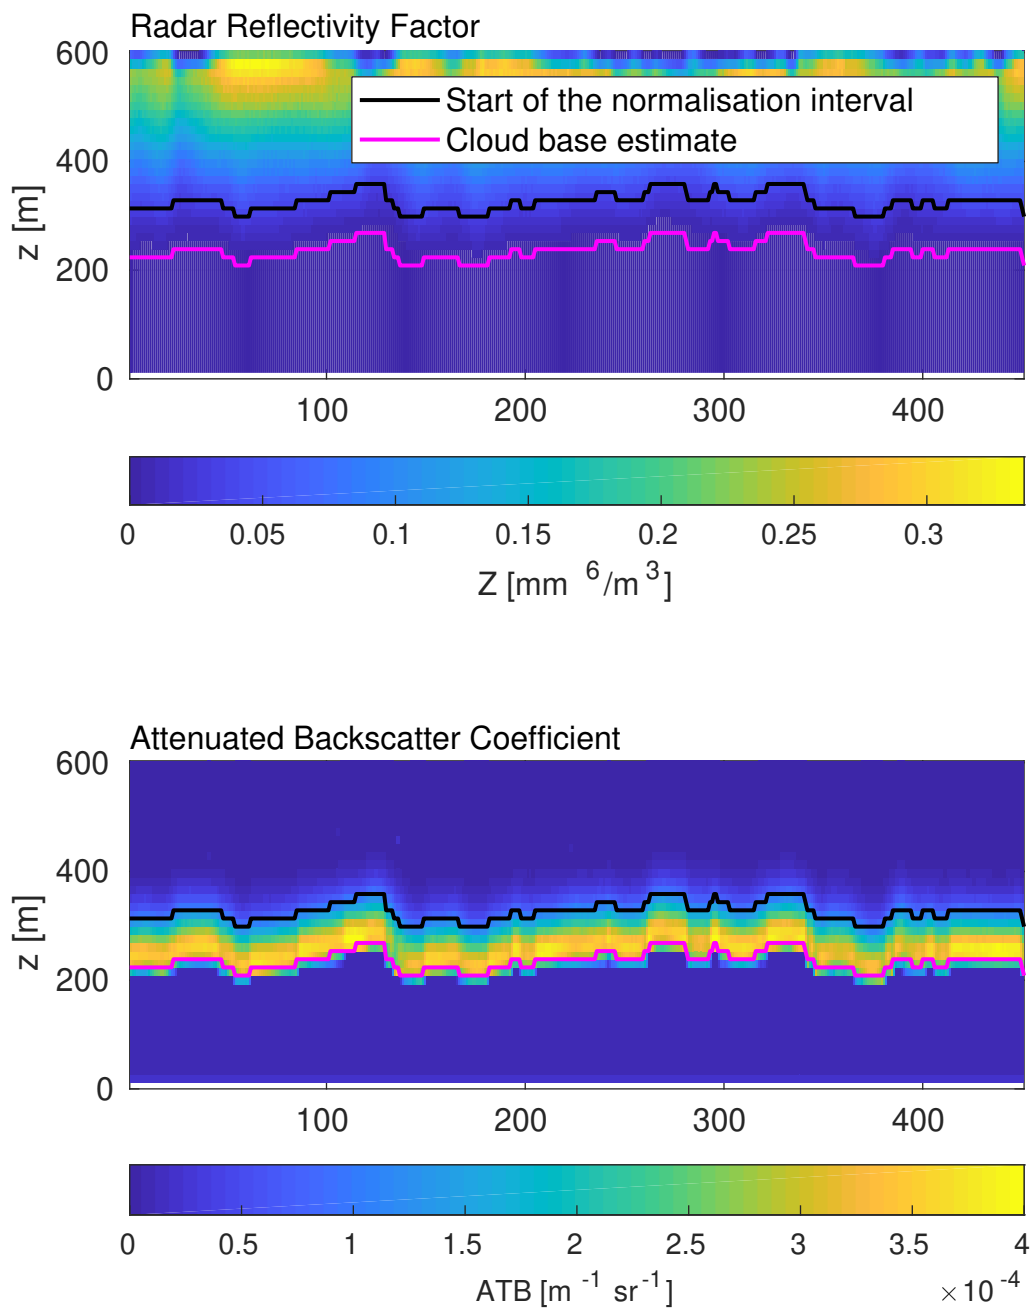 Radar Reflectivity Factor
600
400
200
0
z [m]
Start of the normalisation interval
Cloud base estimate
100 200 300 400
0 0.05 0.1 0.15 0.2 0.25 0.3
Z [mm ⁶/m ³]
Attenuated Backscatter Coefficient
600
400
200
0
z [m]
100 200 300 400
0 0.5 1 1.5 2 2.5 3 3.5 4
ATB [m ⁻¹ sr⁻¹] ×10 ⁻⁴